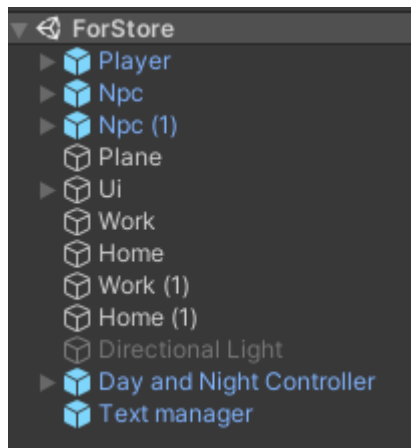 ForStore
Player
Npc
Npc (1)
Plane
Ui
Work
Home
Work (1)
Home (1)
Directional Light
Day and Night Controller
Text manager